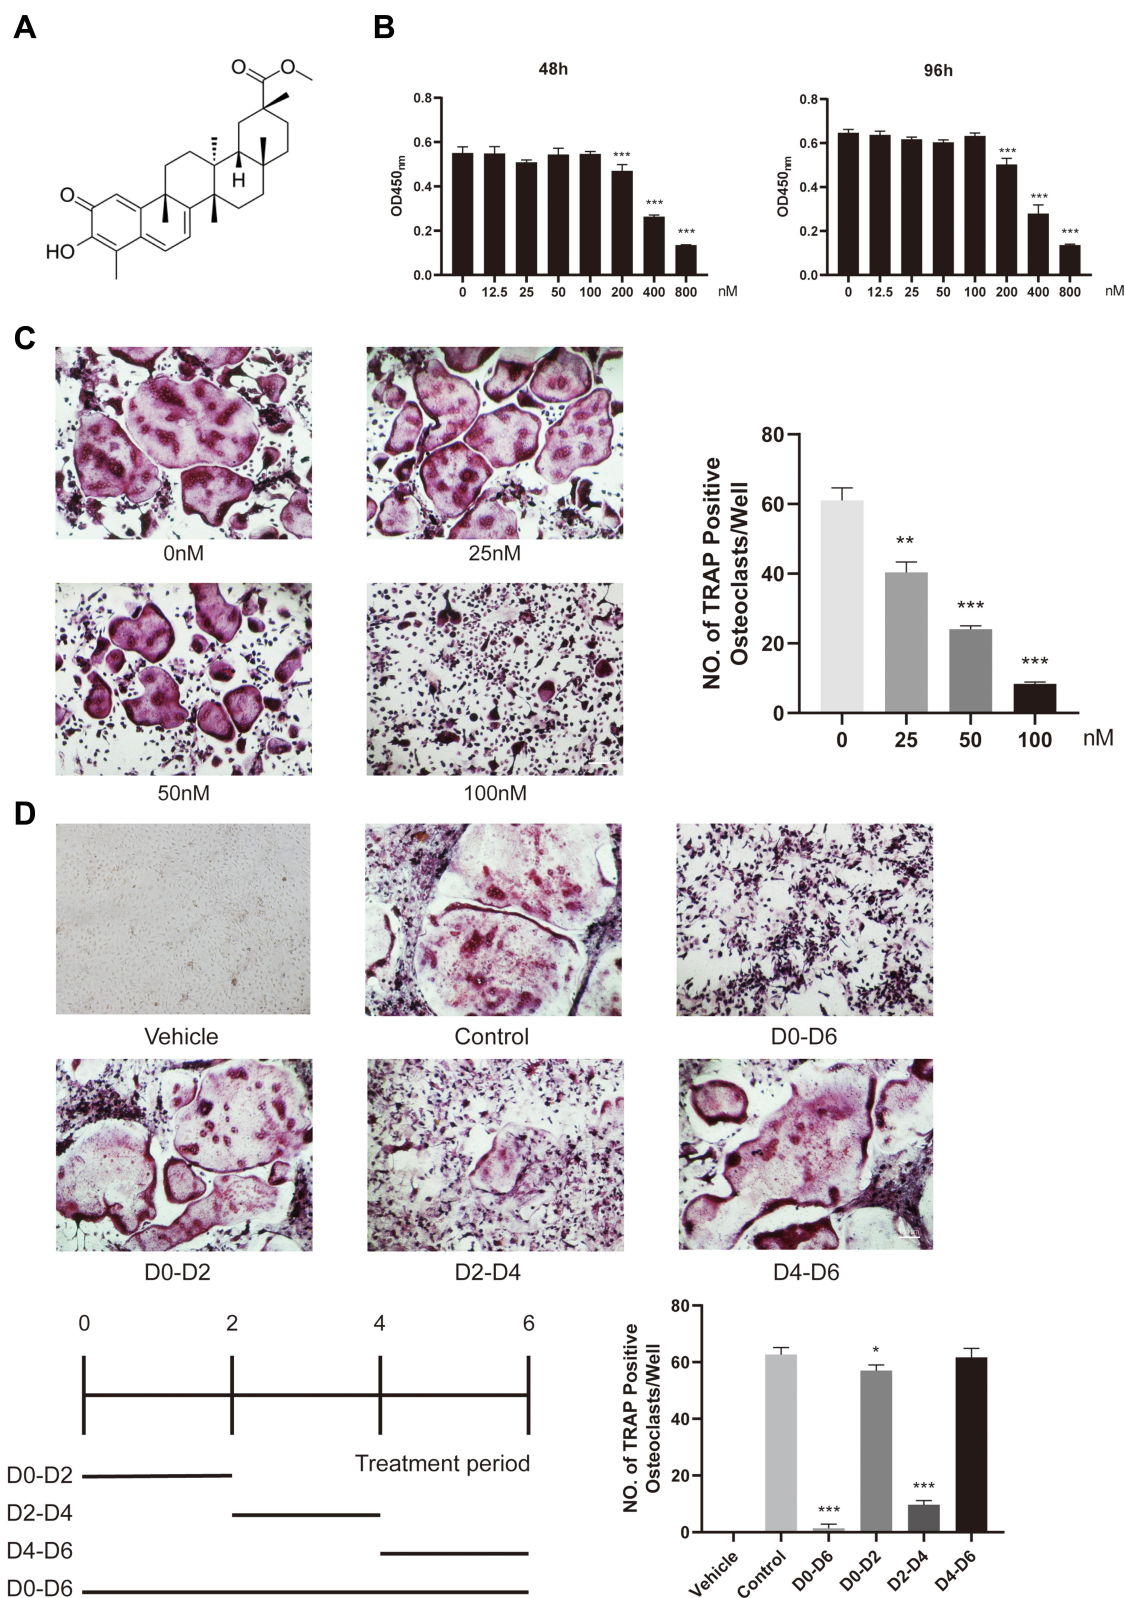 A
B
O
O
O
HO
H
48h
OD450nm
0.8
0.6
0.4
0.2
0.0
***
***
***
0 12.5 25 50 100 200 400 800 nM
96h
OD450nm
0.8
0.6
0.4
0.2
0.0
***
***
***
0 12.5 25 50 100 200 400 800 nM
C
0nM
25nM
50nM
100nM
NO. of TRAP Positive
Osteoclasts/Well
80
60
40
20
0
**
***
***
0 25 50 100 nM
D
Vehicle
Control
D0-D6
D0-D2
D2-D4
D4-D6
0 2 4 6
Treatment period
D0-D2
D2-D4
D4-D6
D0-D6
NO. of TRAP Positive
Osteoclasts/Well
80
60
40
20
0
***
*
***
Vehicle
Control
D0-D6
D0-D2
D2-D4
D4-D6